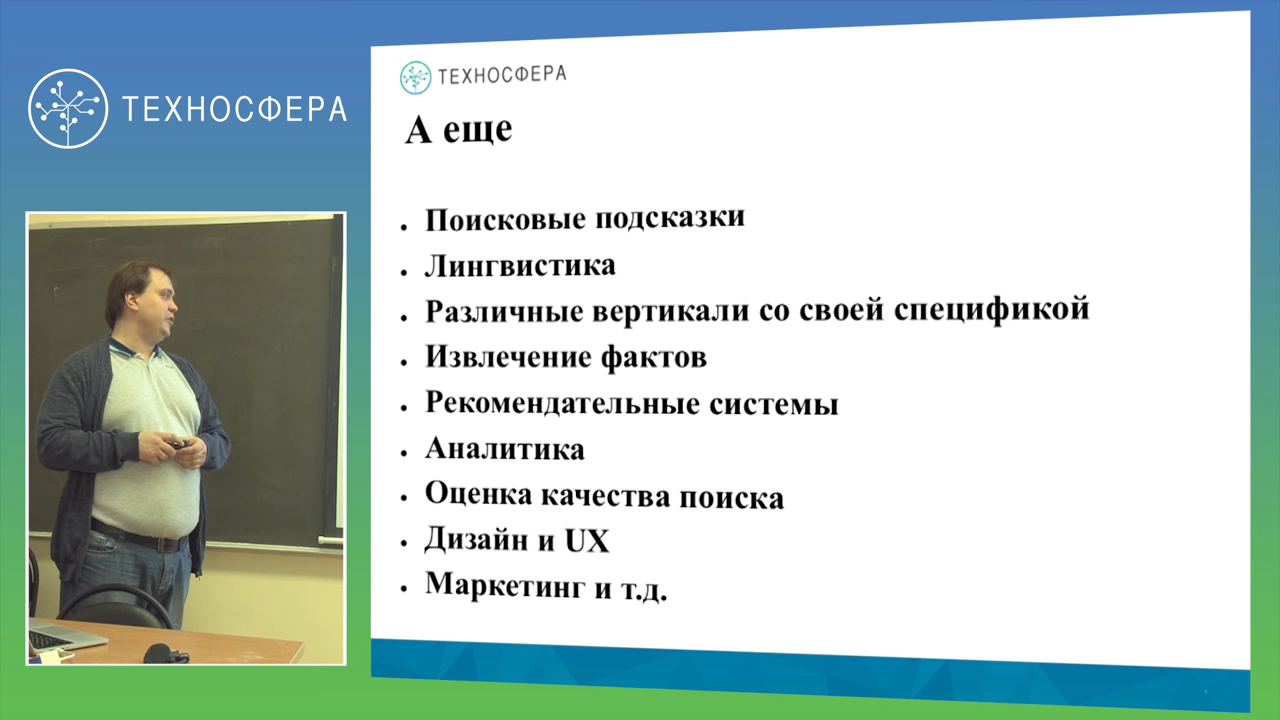 ТЕХНОСФЕРА
ТЕХНОСФЕРА
А еще
Поисковые подсказки
Лингвистика
Различные вертикали со своей спецификой
Извлечение фактов
Рекомендательные системы
Аналитика
Оценка качества поиска
Дизайн и UX
Маркетинг и т.д.